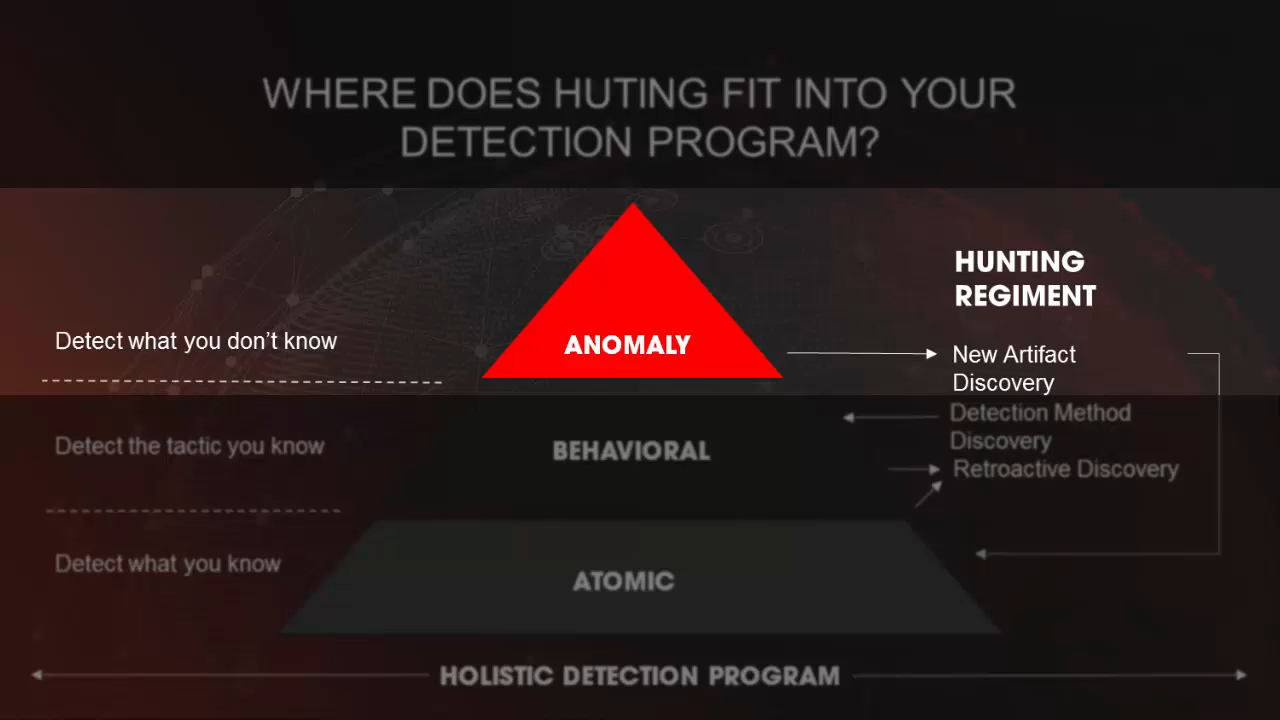 WHERE DOES HUTING FIT INTO YOUR
DETECTION PROGRAM?
HUNTING
REGIMENT
Detect what you don't know
ANOMALY
New Artifact
Discovery
Detection Method
Discovery
Detect the tactic you know
BEHAVIORAL
Retroactive Discovery
Detect what you know
ATOMIC
HOLISTIC DETECTION PROGRAM